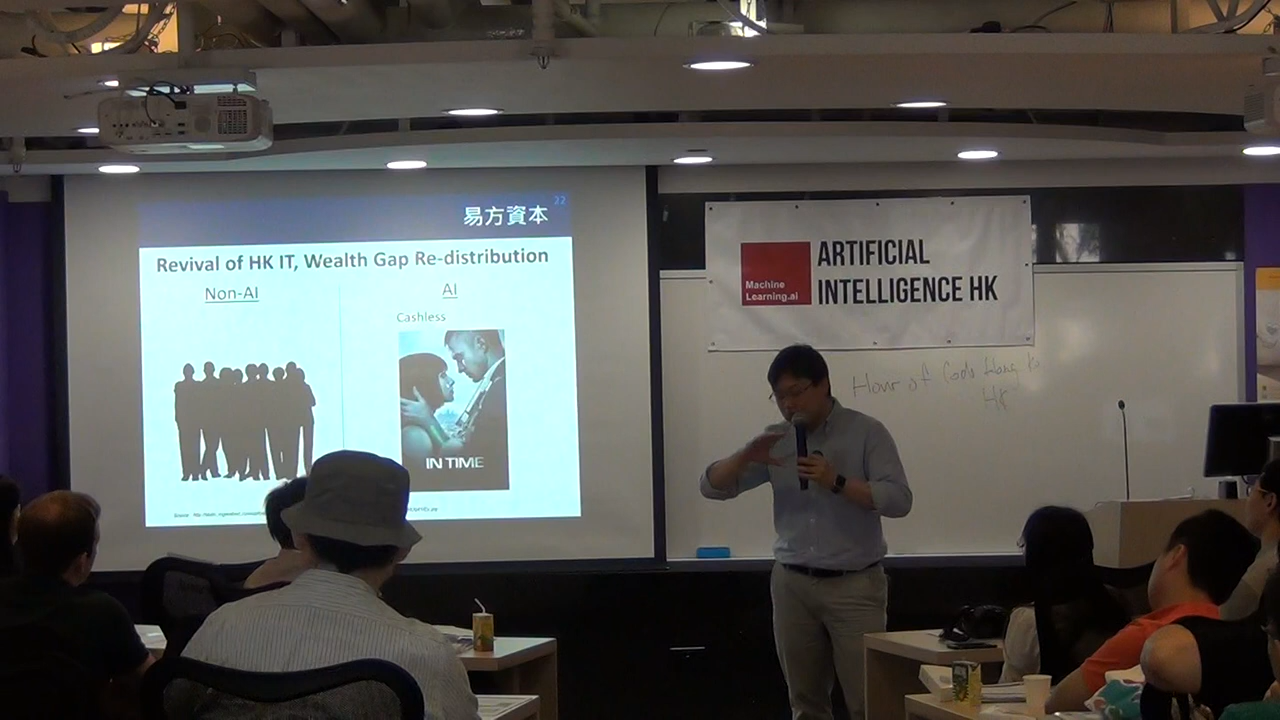 22
易方資本
Revival of HK IT, Wealth Gap Re-distribution
Non-AI
AI
Cashless
IN TIME
Source
Machine
Learning.ai
ARTIFICIAL
INTELLIGENCE HK
Hour of Code Hong
HK